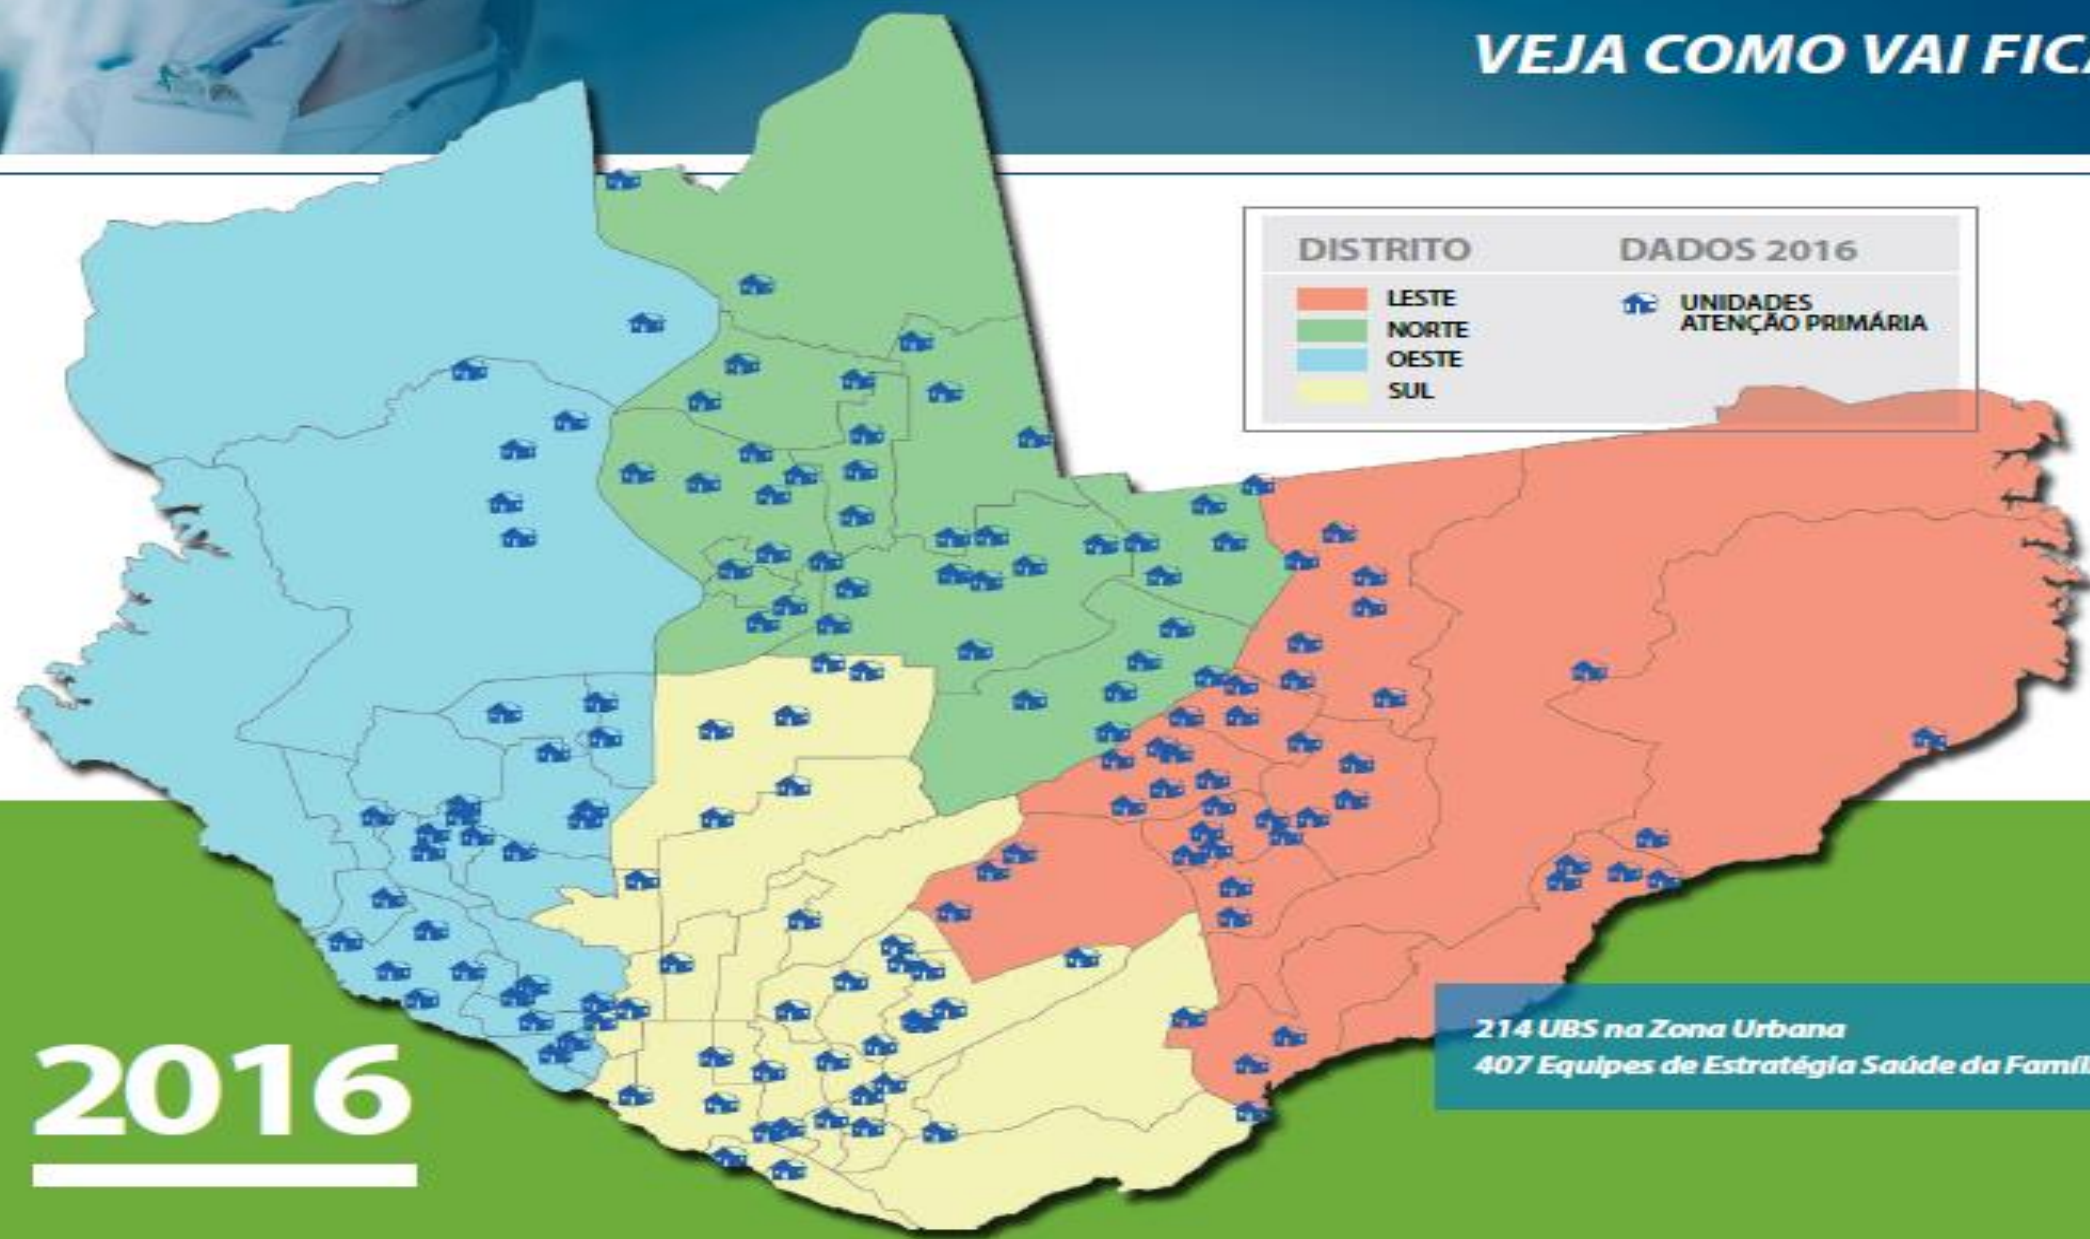 VEJA COMO VAI FICA
DISTRITO
DADOS 2016
LESTE
NORTE
OESTE
SUL
UNIDADES
ATENÇÃO PRIMÁRIA
2016
214 UBS na Zona Urbana
407 Equipes de Estratégia Saúde da Famíl